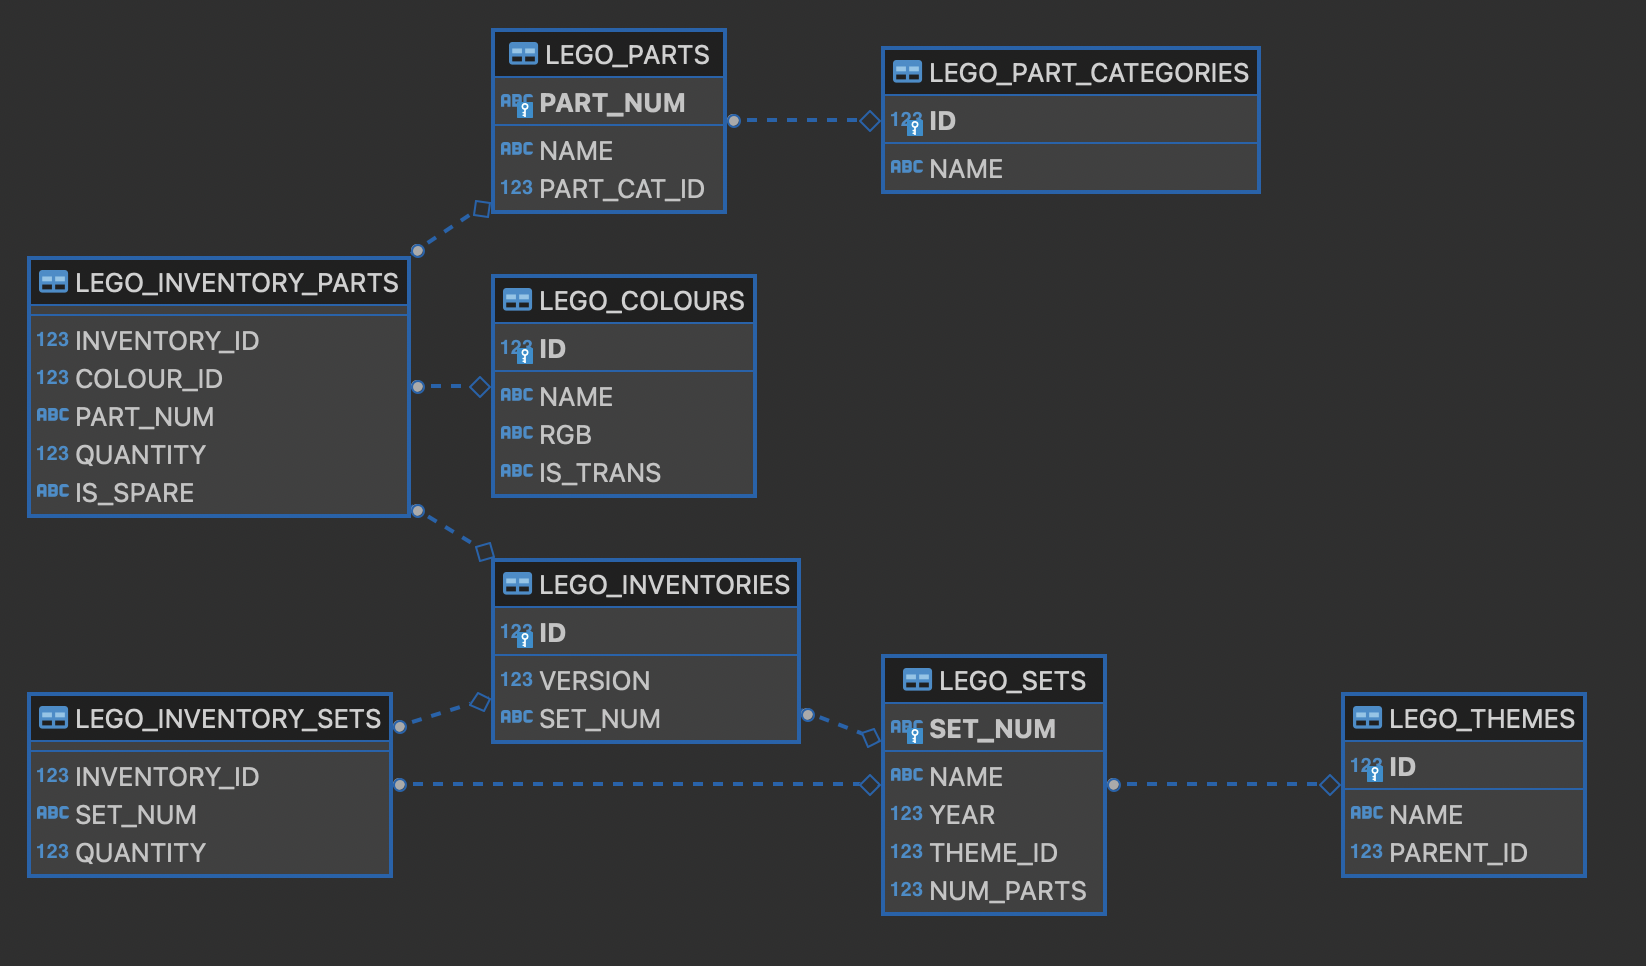 LEGO_PARTS
ABC PART_NUM
ABC NAME
123 PART_CAT_ID
LEGO_PART_CATEGORIES
123 ID
ABC NAME
LEGO_INVENTORY_PARTS
123 INVENTORY_ID
123 COLOUR_ID
ABC PART_NUM
123 QUANTITY
ABC IS_SPARE
LEGO_COLOURS
123 ID
ABC NAME
ABC RGB
ABC IS_TRANS
LEGO_INVENTORIES
123 ID
123 VERSION
ABC SET_NUM
LEGO_INVENTORY_SETS
123 INVENTORY_ID
ABC SET_NUM
123 QUANTITY
LEGO_SETS
ABC SET_NUM
ABC NAME
123 YEAR
123 THEME_ID
123 NUM_PARTS
LEGO_THEMES
123 ID
ABC NAME
123 PARENT_ID